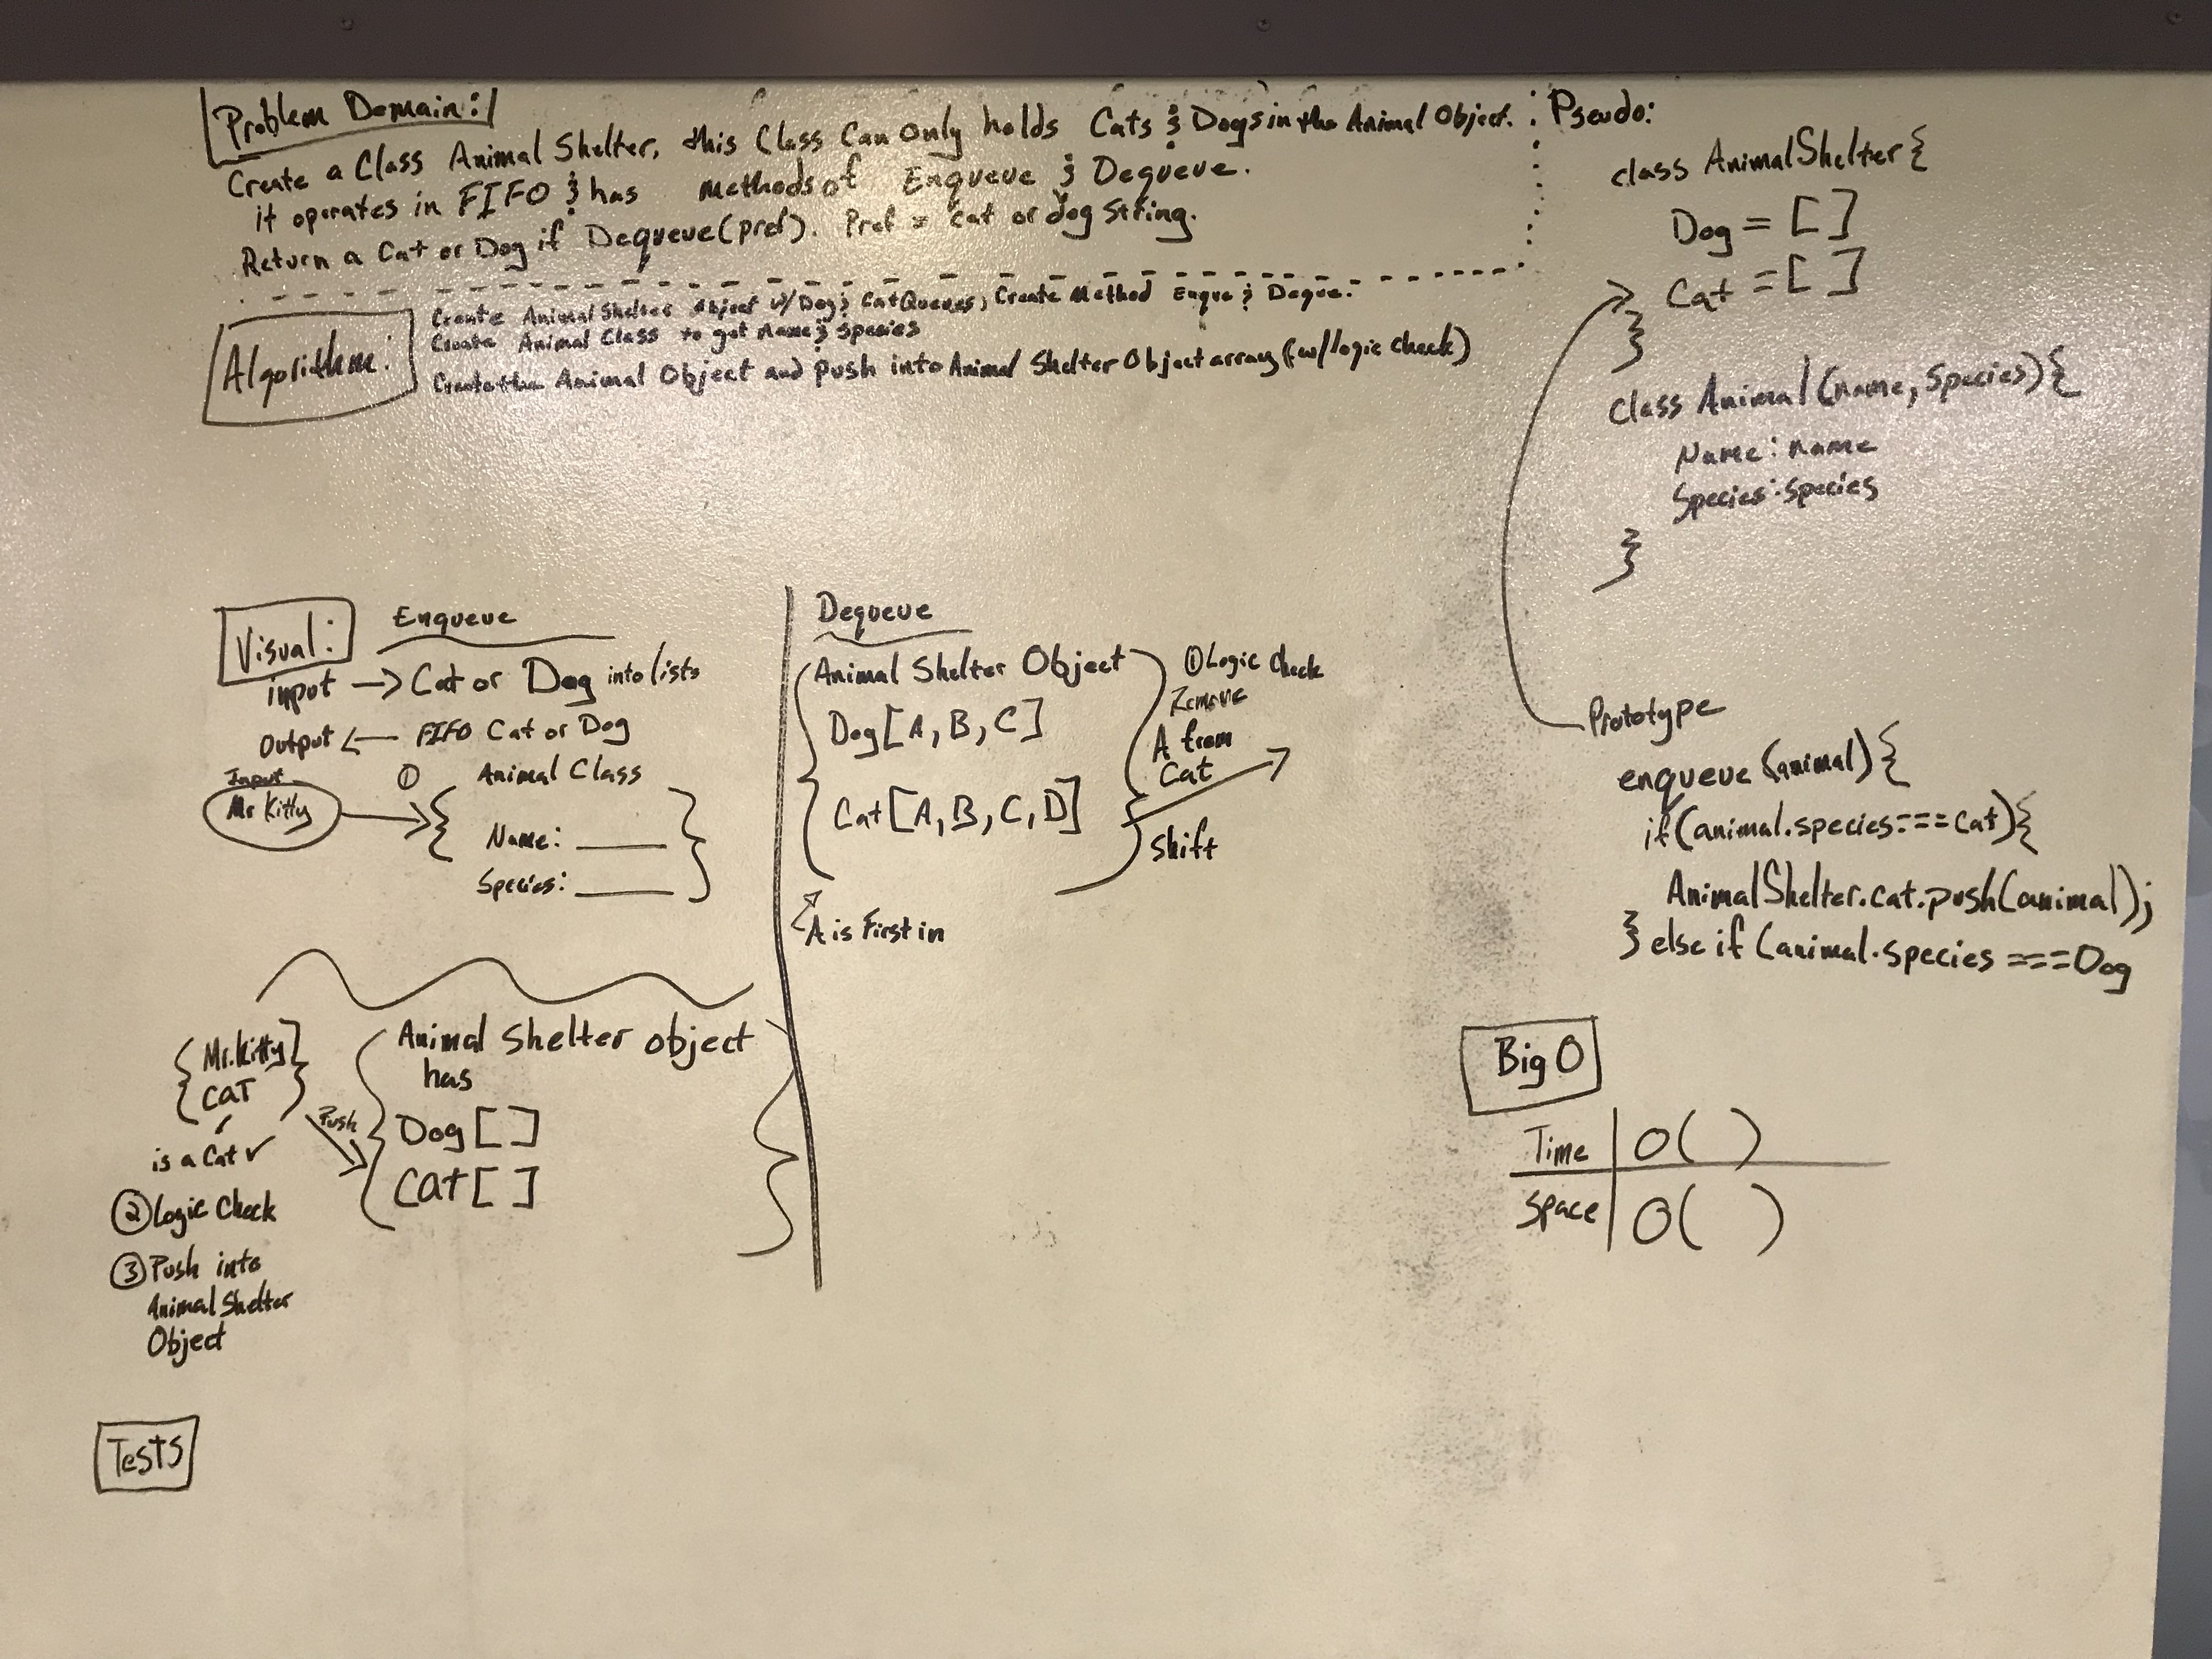 Problem Domain:
Create a Class Animal Shelter, this Class Can Only holds Cats & Dogs in the Animal Object.
it operates in FIFO & has methods of Enqueue & Dequeue.
Return a Cat or Dog if Dequeue(pref). Pref = cat or dog string.
Algorithm:
Create AnimalShelter Object w/Dog & CatQueues, Create Method Enque & Deque.
Create Animal Class to get Name & Species
Create the Animal Object and push into Animal Shelter Object array (w/logic check)
Visual:
Enqueue
input → Cat or Dog into lists
Output ← FIFO Cat or Dog
Input
Mr Kitty
① Animal Class
{ Name: ____ }
Species: ____
{ Mr. Kitty }
CAT
is a Cat ✓
② Logic Check
③ Push into
Animal Shelter
Object
Push
Animal Shelter object
has
Dog [ ]
CAT [ ]
Dequeue
Animal Shelter Object
Dog [A, B, C]
Cat [A, B, C, D]
A is First in
① Logic Check
Remove
A from
Cat
Shift
Pseudo:
class AnimalShelter {
Dog = [ ]
Cat = [ ]
}
class Animal (name, species) {
Name: name
Species: species
}
Prototype
enqueue (animal) {
if (animal.species === cat) {
AnimalShelter.cat.push(animal);
} else if (animal.species === Dog
Big O
Time | O( )
Space | O( )
Tests